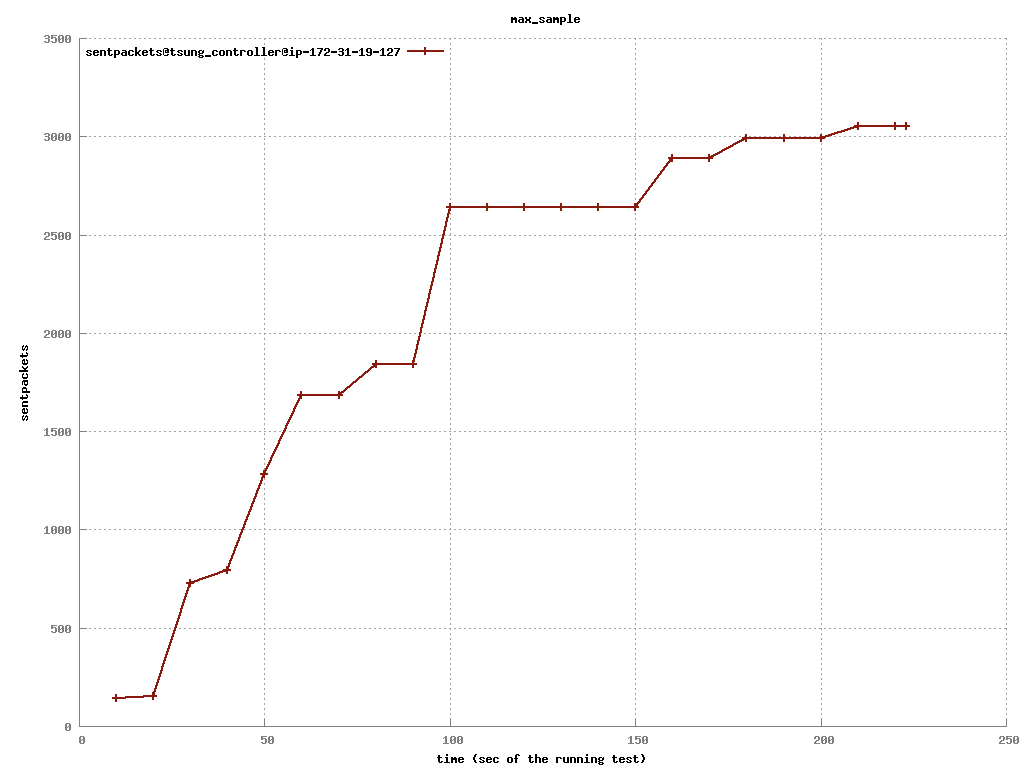 max_sample
3500
sentpackets@tsung_controller@ip-172-31-19-127
3000
2500
2000
sentpackets
1500
1000
500
0
0 50 100 150 200 250
time (sec of the running test)